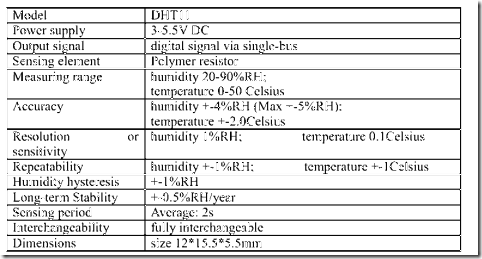 Model DHT11
Power supply 3-5.5V DC
Output signal digital signal via single-bus
Sensing element Polymer resistor
Measuring range humidity 20-90%RH;
temperature 0-50 Celsius
Accuracy humidity +-4%RH (Max +-5%RH);
temperature +-2.0Celsius
Resolution or humidity 1%RH; temperature 0.1Celsius
sensitivity
Repeatability humidity +-1%RH; temperature +-1Celsius
Humidity hysteresis +-1%RH
Long-term Stability +-0.5%RH/year
Sensing period Average: 2s
Interchangeability fully interchangeable
Dimensions size 12*15.5*5.5mm